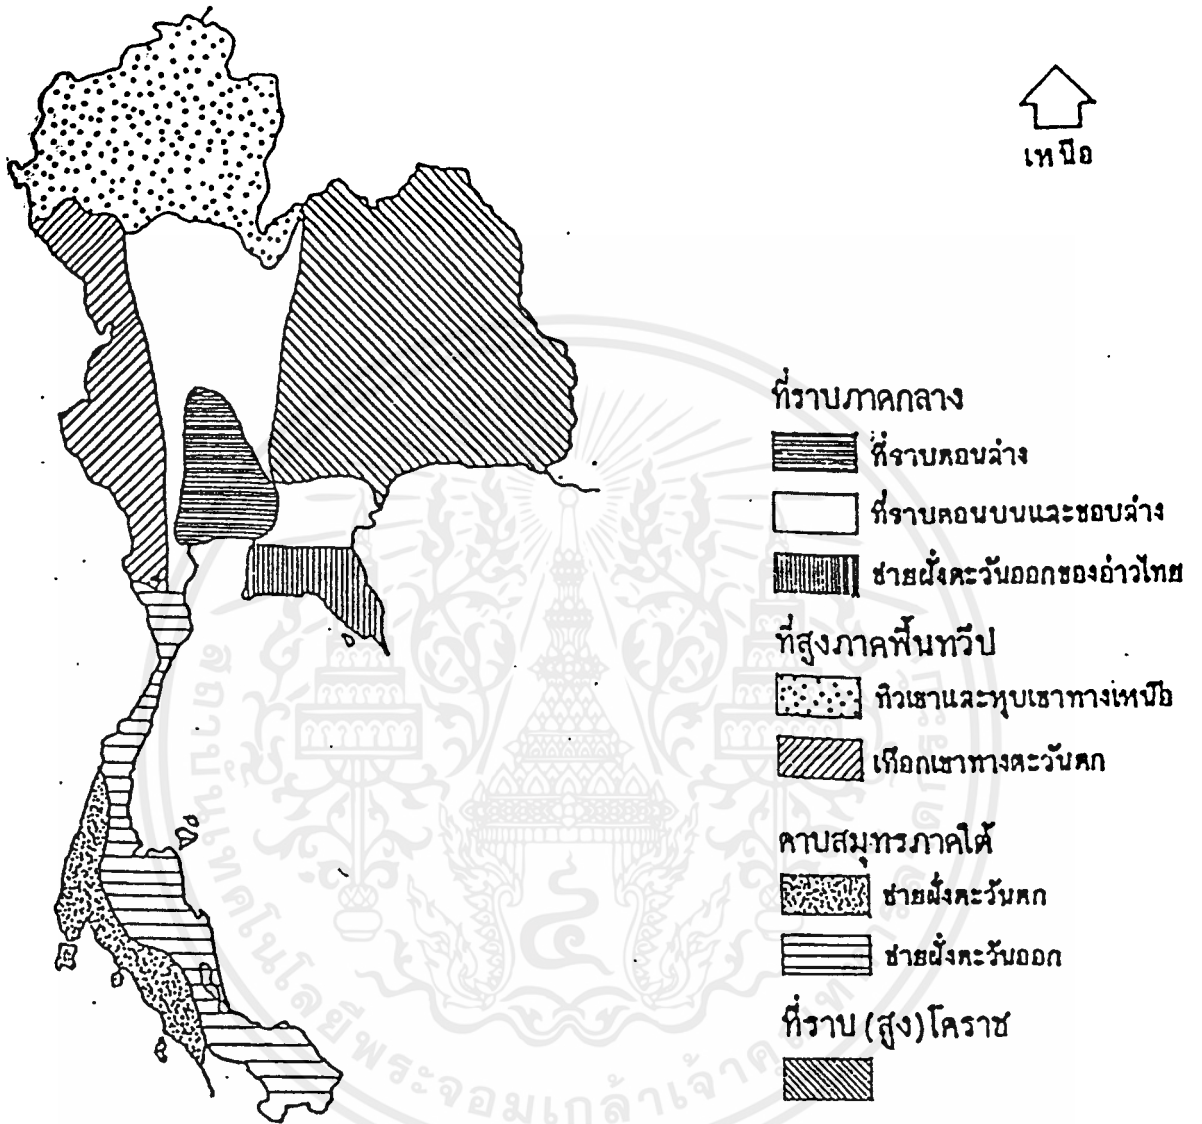 เหนือ
ที่ราบภาคกลาง
ที่ราบตอนล่าง
ที่ราบตอนบนและขอบล่าง
ชายฝั่งตะวันออกของอ่าวไทย
ที่สูงภาคพื้นทวีป
ทิวเขาและหุบเขาทางเหนือ
เทือกเขาทางตะวันตก
คาบสมุทรภาคใต้
ชายฝั่งตะวันตก
ชายฝั่งตะวันออก
ที่ราบ (สูง) โคราช